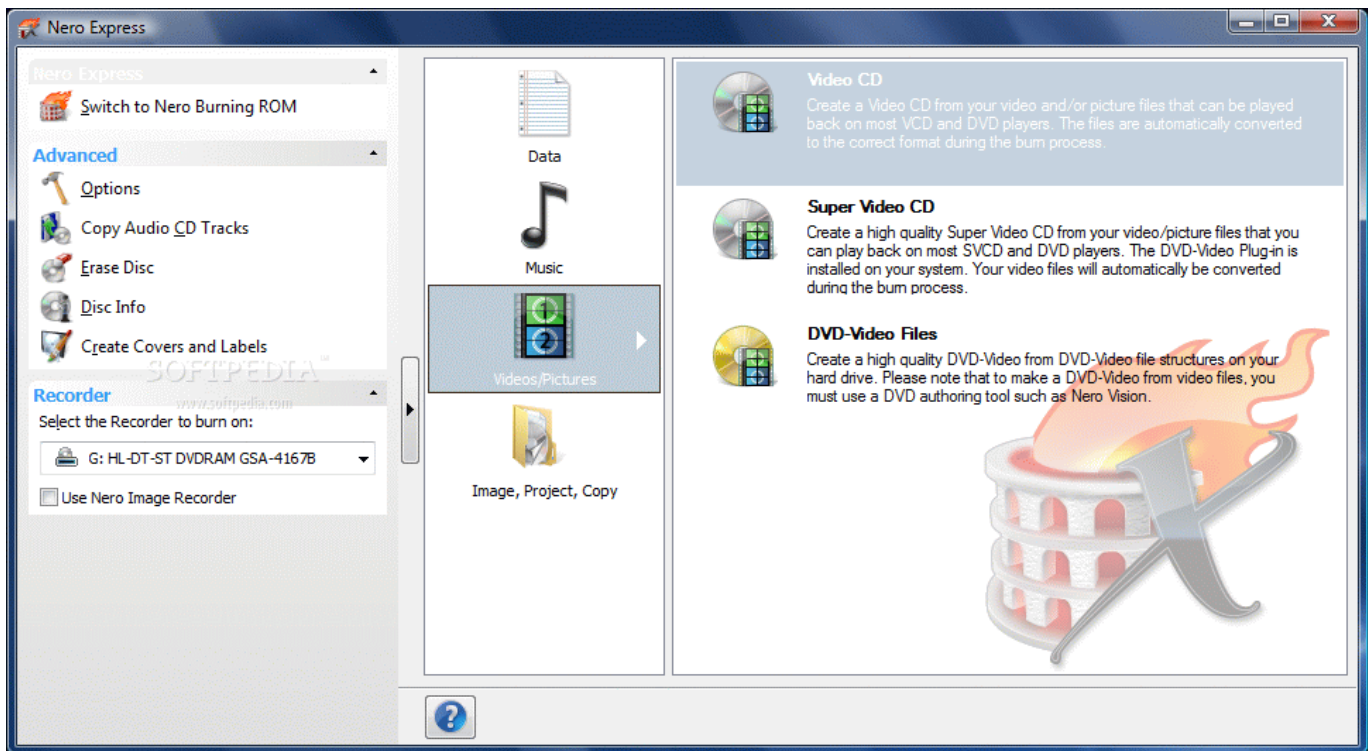 Nero Express
Nero Express
Switch to Nero Burning ROM
Advanced
Options
Copy Audio CD Tracks
Erase Disc
Disc Info
Create Covers and Labels
SOFTPEDIA
www.softpedia.com
Recorder
Select the Recorder to burn on:
G: HL-DT-ST DVDRAM GSA-4167B
Use Nero Image Recorder
Data
Music
1
2
Videos/Pictures
Image, Project, Copy
Video CD
Create a Video CD from your video and/or picture files that can be played
back on most VCD and DVD players. The files are automatically converted
to the correct format during the burn process.
Super Video CD
Create a high quality Super Video CD from your video/picture files that you
can play back on most SVCD and DVD players. The DVD-Video Plug-in is
installed on your system. Your video files will automatically be converted
during the burn process.
DVD-Video Files
Create a high quality DVD-Video from DVD-Video file structures on your
hard drive. Please note that to make a DVD-Video from video files, you
must use a DVD authoring tool such as Nero Vision.
?